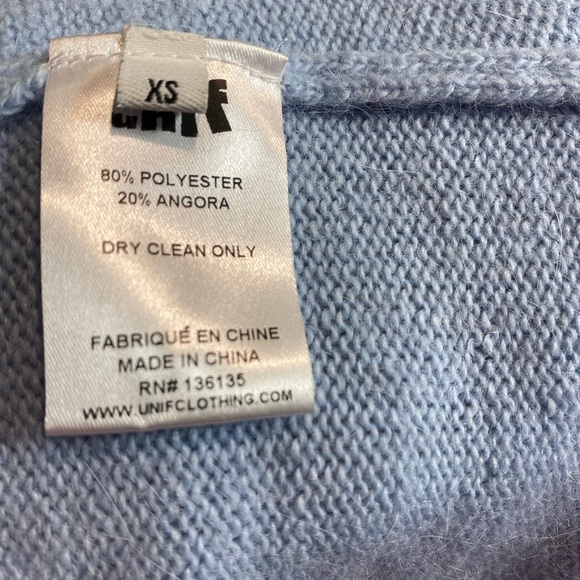 XS
unif
80% POLYESTER
20% ANGORA
DRY CLEAN ONLY
FABRIQUÉ EN CHINE
MADE IN CHINA
RN# 136135
WWW.UNIFCLOTHING.COM